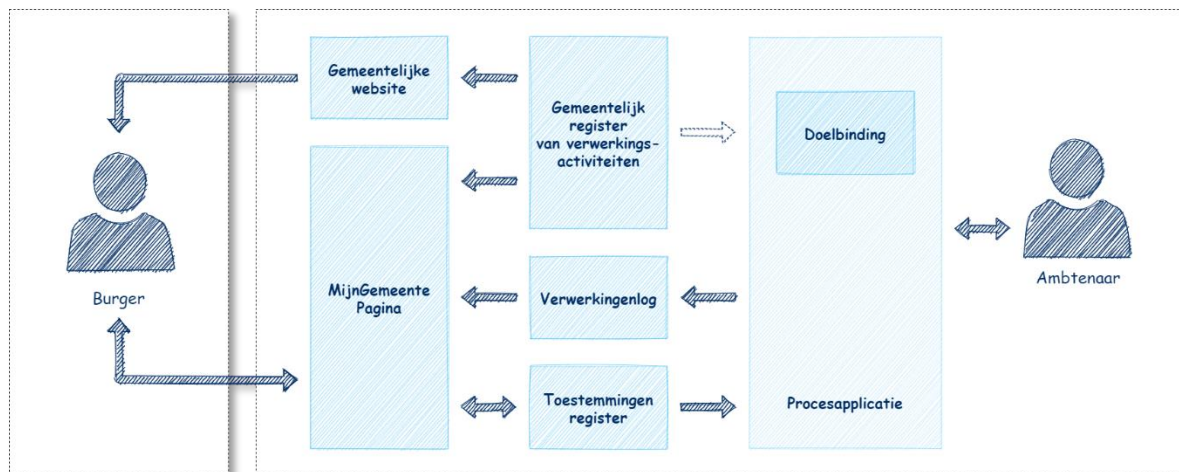 Gemeentelijke
website
Gemeentelijk
register
van verwerkings-
activiteiten
Doelbinding
Burger
MijnGemeente
Pagina
Verwerkingenlog
Ambtenaar
Toestemmingen
register
Procesapplicatie